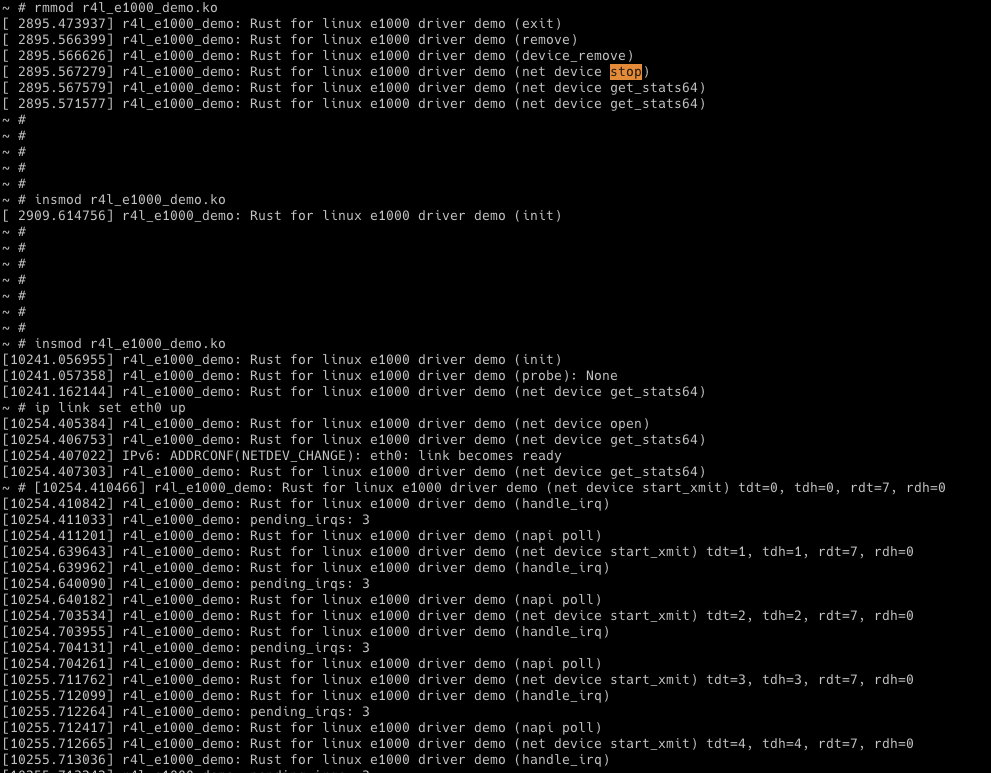 ~ # rmmod r4l_e1000_demo.ko
[ 2895.473937] r4l_e1000_demo: Rust for linux e1000 driver demo (exit)
[ 2895.566399] r4l_e1000_demo: Rust for linux e1000 driver demo (remove)
[ 2895.566626] r4l_e1000_demo: Rust for linux e1000 driver demo (device_remove)
[ 2895.567279] r4l_e1000_demo: Rust for linux e1000 driver demo (net device stop)
[ 2895.567579] r4l_e1000_demo: Rust for linux e1000 driver demo (net device get_stats64)
[ 2895.571577] r4l_e1000_demo: Rust for linux e1000 driver demo (net device get_stats64)
~ #
~ #
~ #
~ #
~ #
~ # insmod r4l_e1000_demo.ko
[ 2909.614756] r4l_e1000_demo: Rust for linux e1000 driver demo (init)
~ #
~ #
~ #
~ #
~ #
~ #
~ #
~ # insmod r4l_e1000_demo.ko
[10241.056955] r4l_e1000_demo: Rust for linux e1000 driver demo (init)
[10241.057358] r4l_e1000_demo: Rust for linux e1000 driver demo (probe): None
[10241.162144] r4l_e1000_demo: Rust for linux e1000 driver demo (net device get_stats64)
~ # ip link set eth0 up
[10254.405384] r4l_e1000_demo: Rust for linux e1000 driver demo (net device open)
[10254.406753] r4l_e1000_demo: Rust for linux e1000 driver demo (net device get_stats64)
[10254.407022] IPv6: ADDRCONF(NETDEV_CHANGE): eth0: link becomes ready
[10254.407303] r4l_e1000_demo: Rust for linux e1000 driver demo (net device get_stats64)
~ # [10254.410466] r4l_e1000_demo: Rust for linux e1000 driver demo (net device start_xmit) tdt=0, tdh=0, rdt=7, rdh=0
[10254.410842] r4l_e1000_demo: Rust for linux e1000 driver demo (handle_irq)
[10254.411033] r4l_e1000_demo: pending_irqs: 3
[10254.411201] r4l_e1000_demo: Rust for linux e1000 driver demo (napi poll)
[10254.639643] r4l_e1000_demo: Rust for linux e1000 driver demo (net device start_xmit) tdt=1, tdh=1, rdt=7, rdh=0
[10254.639962] r4l_e1000_demo: Rust for linux e1000 driver demo (handle_irq)
[10254.640090] r4l_e1000_demo: pending_irqs: 3
[10254.640182] r4l_e1000_demo: Rust for linux e1000 driver demo (napi poll)
[10254.703534] r4l_e1000_demo: Rust for linux e1000 driver demo (net device start_xmit) tdt=2, tdh=2, rdt=7, rdh=0
[10254.703955] r4l_e1000_demo: Rust for linux e1000 driver demo (handle_irq)
[10254.704131] r4l_e1000_demo: pending_irqs: 3
[10254.704261] r4l_e1000_demo: Rust for linux e1000 driver demo (napi poll)
[10255.711762] r4l_e1000_demo: Rust for linux e1000 driver demo (net device start_xmit) tdt=3, tdh=3, rdt=7, rdh=0
[10255.712099] r4l_e1000_demo: Rust for linux e1000 driver demo (handle_irq)
[10255.712264] r4l_e1000_demo: pending_irqs: 3
[10255.712417] r4l_e1000_demo: Rust for linux e1000 driver demo (napi poll)
[10255.712665] r4l_e1000_demo: Rust for linux e1000 driver demo (net device start_xmit) tdt=4, tdh=4, rdt=7, rdh=0
[10255.713036] r4l_e1000_demo: Rust for linux e1000 driver demo (handle_irq)